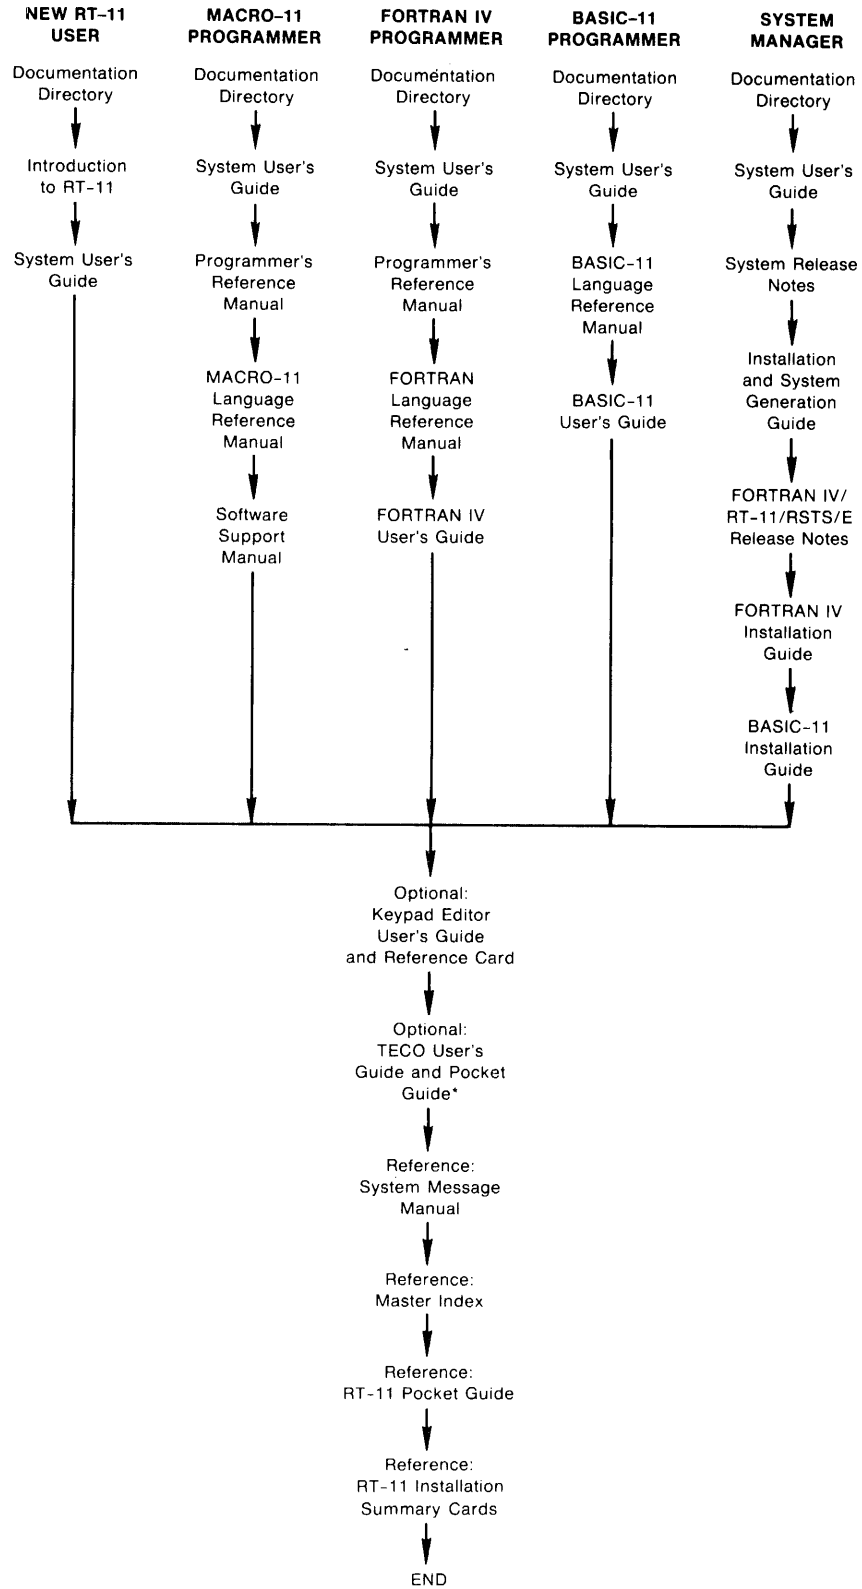 NEW RT-11
USER
Documentation
Directory
Introduction
to RT-11
System User's
Guide
MACRO-11
PROGRAMMER
Documentation
Directory
System User's
Guide
Programmer's
Reference
Manual
MACRO-11
Language
Reference
Manual
Software
Support
Manual
FORTRAN IV
PROGRAMMER
Documentation
Directory
System User's
Guide
Programmer's
Reference
Manual
FORTRAN
Language
Reference
Manual
FORTRAN IV
User's Guide
BASIC-11
PROGRAMMER
Documentation
Directory
System User's
Guide
BASIC-11
Language
Reference
Manual
BASIC-11
User's Guide
SYSTEM
MANAGER
Documentation
Directory
System User's
Guide
System Release
Notes
Installation
and System
Generation
Guide
FORTRAN IV/
RT-11/RSTS/E
Release Notes
FORTRAN IV
Installation
Guide
BASIC-11
Installation
Guide
Optional:
Keypad Editor
User's Guide
and Reference Card
Optional:
TECO User's
Guide and Pocket
Guide*
Reference:
System Message
Manual
Reference:
Master Index
Reference:
RT-11 Pocket Guide
Reference:
RT-11 Installation
Summary Cards
END